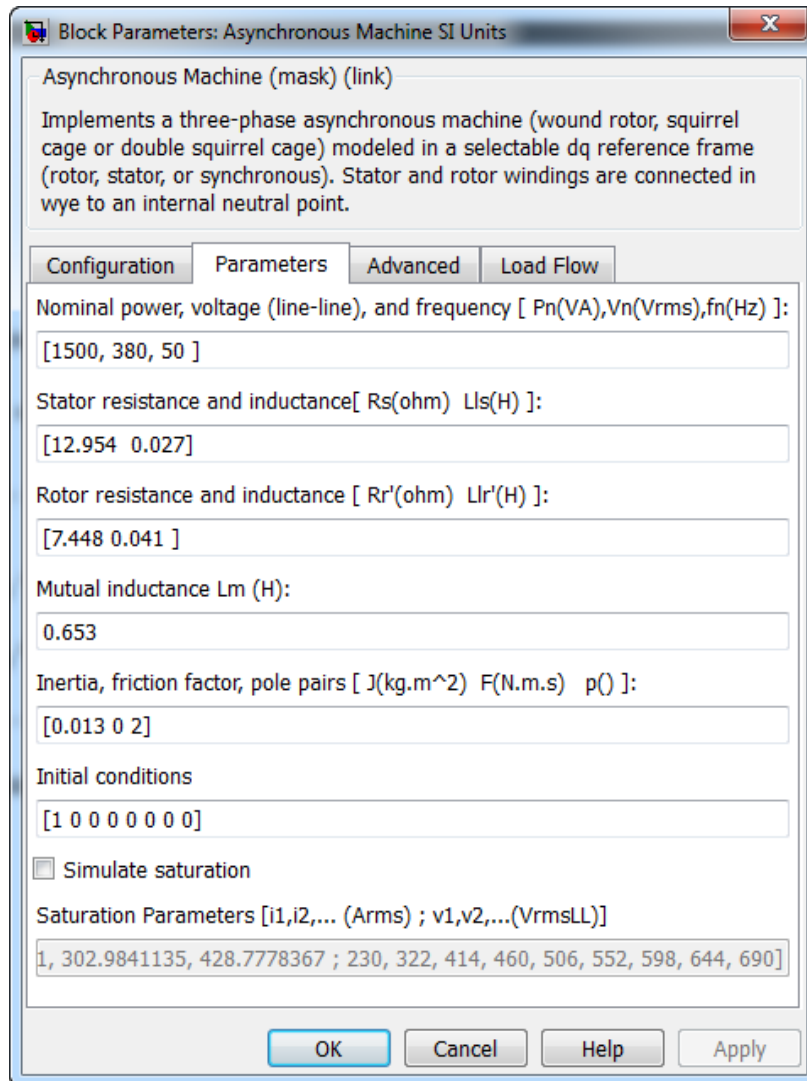 Block Parameters: Asynchronous Machine SI Units
Asynchronous Machine (mask) (link)
Implements a three-phase asynchronous machine (wound rotor, squirrel
cage or double squirrel cage) modeled in a selectable dq reference frame
(rotor, stator, or synchronous). Stator and rotor windings are connected in
wye to an internal neutral point.
Configuration Parameters Advanced Load Flow
Nominal power, voltage (line-line), and frequency [ Pn(VA),Vn(Vrms),fn(Hz) ]:
[1500, 380, 50 ]
Stator resistance and inductance[ Rs(ohm) Lls(H) ]:
[12.954 0.027]
Rotor resistance and inductance [ Rr'(ohm) Llr'(H) ]:
[7.448 0.041 ]
Mutual inductance Lm (H):
0.653
Inertia, friction factor, pole pairs [ J(kg.m^2) F(N.m.s) p() ]:
[0.013 0 2]
Initial conditions
[1 0 0 0 0 0 0 0]
Simulate saturation
Saturation Parameters [i1,i2,... (Arms) ; v1,v2,...(VrmsLL)]
1, 302.9841135, 428.7778367 ; 230, 322, 414, 460, 506, 552, 598, 644, 690]
OK Cancel Help Apply